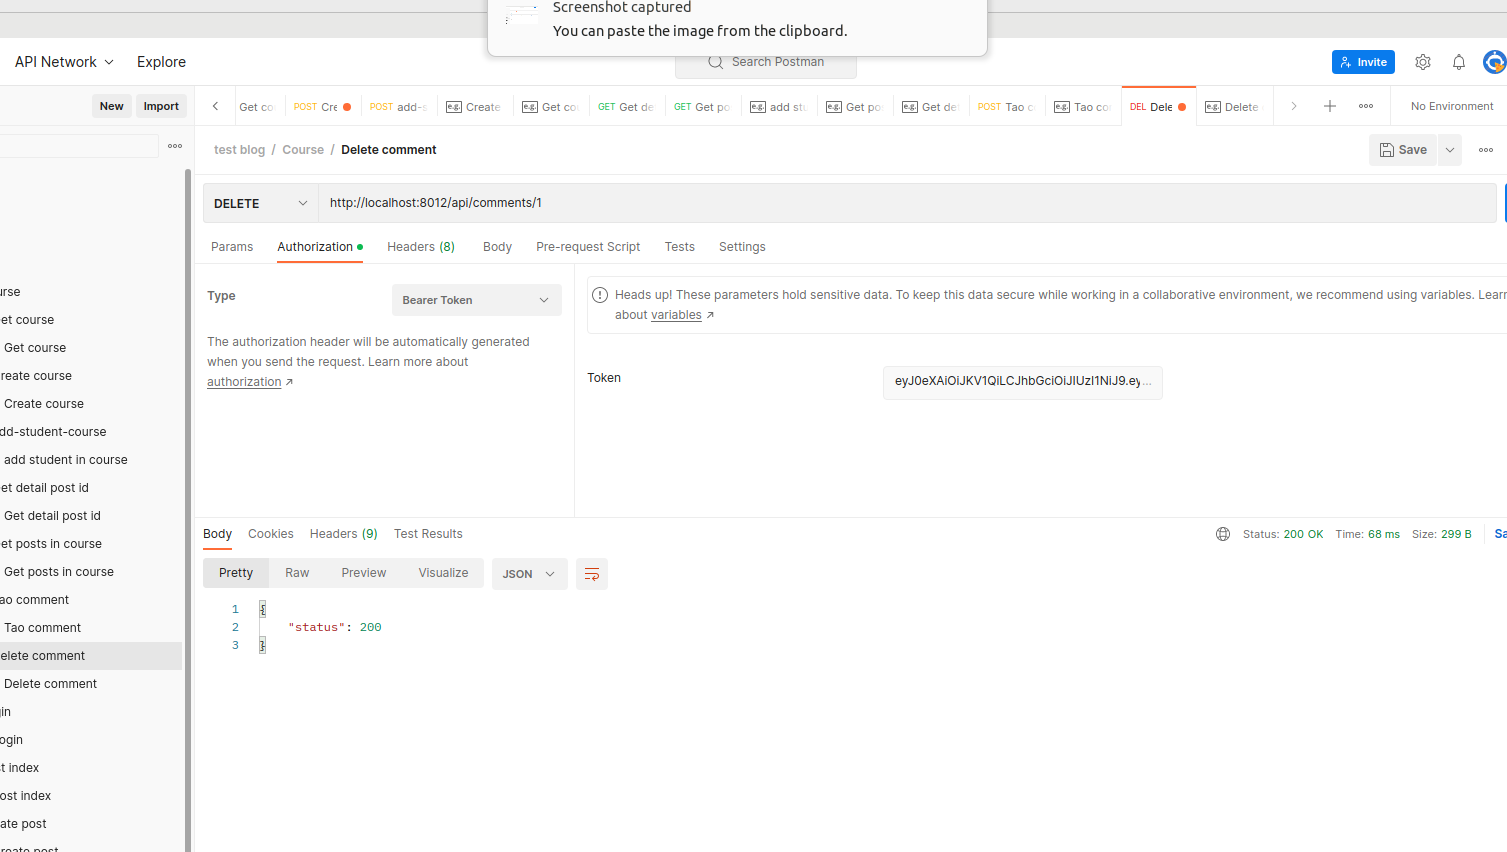 Screenshot captured
You can paste the image from the clipboard.
API Network Explore Search Postman Invite
New Import Get co POST Cre POST add-s e.g. Create e.g. Get co GET Get de GET Get po e.g. add stu e.g. Get po e.g. Get de POST Tao c e.g. Tao co DEL Dele e.g. Delete No Environment
test blog / Course / Delete comment Save
DELETE http://localhost:8012/api/comments/1
Params Authorization Headers (8) Body Pre-request Script Tests Settings
Type Bearer Token
Heads up! These parameters hold sensitive data. To keep this data secure while working in a collaborative environment, we recommend using variables. Lear
about variables ↗
The authorization header will be automatically generated
when you send the request. Learn more about
authorization ↗
Token eyJ0eXAiOiJKV1QiLCJhbGciOiJIUzI1NiJ9.ey...
urse
et course
Get course
reate course
Create course
dd-student-course
add student in course
et detail post id
Get detail post id
et posts in course
Get posts in course
ao comment
Tao comment
elete comment
Delete comment
gin
ogin
t index
ost index
ate post
reate post
Body Cookies Headers (9) Test Results Status: 200 OK Time: 68 ms Size: 299 B Sa
Pretty Raw Preview Visualize JSON
1 {
2 "status": 200
3 }